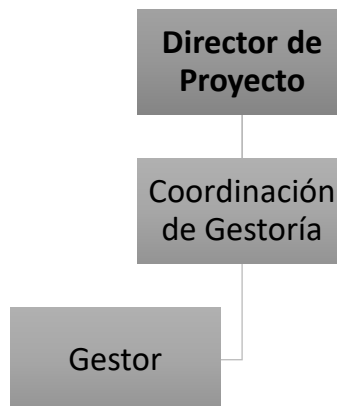 Director de
Proyecto
Coordinación
de Gestoría
Gestor